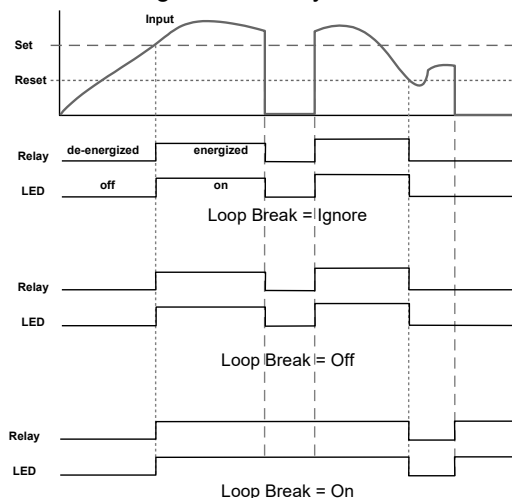 Input
Set
Reset
Relay de-energized energized
LED off on
Loop Break = Ignore
Relay
LED
Loop Break = Off
Relay
LED
Loop Break = On